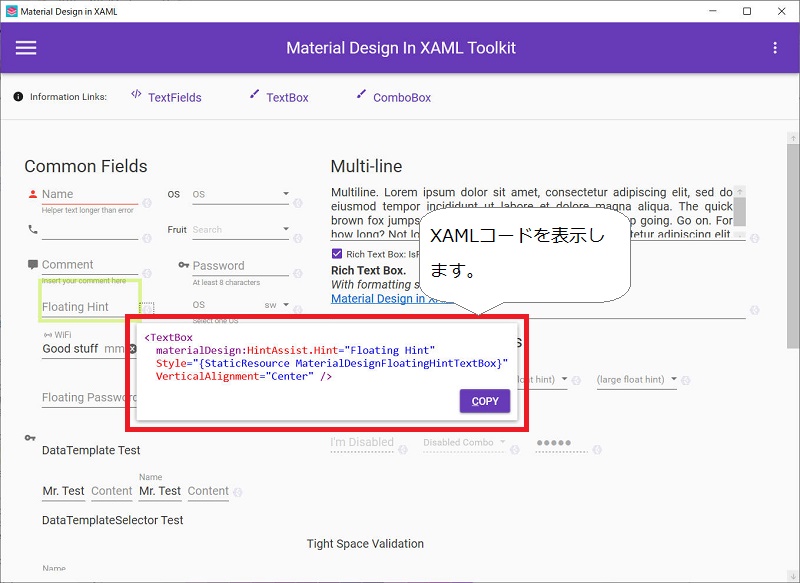 Material Design in XAML
Material Design In XAML Toolkit
Information Links:
TextFields
TextBox
ComboBox
Common Fields
Name
Helper text longer than error
OS
OS
Fruit
Search
Comment
Insert your comment here
Password
At least 8 characters
Floating Hint
OS
sw
Select one OS
WiFi
Good stuff
mm
Floating Password
Multi-line
Multiline. Lorem ipsum dolor sit amet, consectetur adipiscing elit, sed do
eiusmod tempor incididunt ut labore et dolore magna aliqua. The quick
brown fox jumps
p going. Go on. For
how long? Not lo
tetur adipiscing elit,
Rich Text Box: IsR
Rich Text Box.
With formatting s
Material Design in XA
XAMLコードを表示し
ます。
<TextBox
materialDesign:HintAssist.Hint="Floating Hint"
Style="{StaticResource MaterialDesignFloatingHintTextBox}"
VerticalAlignment="Center" />
COPY
s
oat hint)
(large float hint)
I'm Disabled
Disabled Combo
DataTemplate Test
Name
Mr. Test
Content
Mr. Test
Content
DataTemplateSelector Test
Tight Space Validation
Name